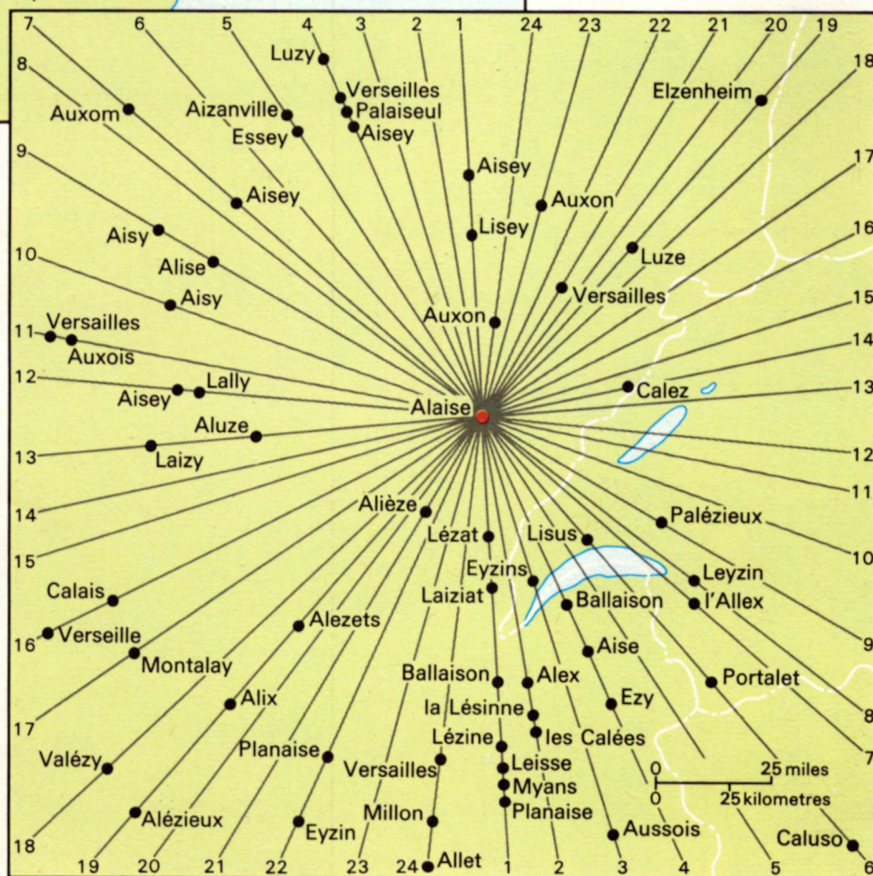 7 6 5 4 3 2 1 24 23 22 21 20 19
Luzy
8 18
Verseilles
Elzenheim
Auxom
Aizanville
Palaiseul
Essey
Aisey
9 17
Aisey
Aisey
Auxon
Aisy
Lisey
16
10
Alise
Luze
Aisy
Versailles
15
Auxon
11
Versailles
Auxois
14
12
Lally
Calez
13
Aisey
Alaise
Aluze
13
Laizy
12
11
14
Alièze
Palézieux
Lézat
Lisus
15
10
Eyzins
Leyzin
Calais
Laiziat
Ballaison
l'Allex
Alezets
16
Verseille
9
Aise
Montalay
Ballaison
Alex
Portalet
Alix
Ezy
la Lésinne
8
17
les Calées
Planaise
Lézine
7
Valézy
Versailles
Leisse
0 25 miles
Myans
0 25 kilometres
Planaise
Alézieux
Eyzin
Millon
Aussois
Caluso
18
Allet
19 20 21 22 23 24 1 2 3 4 5 6